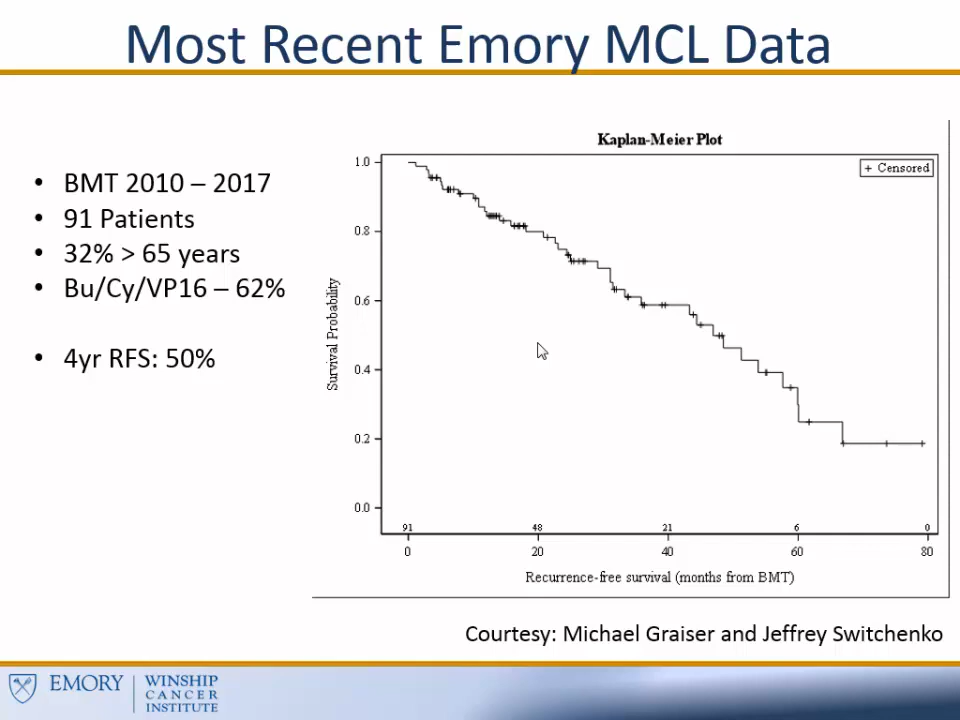 Most Recent Emory MCL Data
• BMT 2010 – 2017
• 91 Patients
• 32% > 65 years
• Bu/Cy/VP16 – 62%
• 4yr RFS: 50%
Kaplan-Meier Plot
+ Censored
Survival Probability
1.0
0.8
0.6
0.4
0.2
0.0
91 48 21 6 0
0 20 40 60 80
Recurrence-free survival (months from BMT)
Courtesy: Michael Graiser and Jeffrey Switchenko
EMORY
WINSHIP
CANCER
INSTITUTE